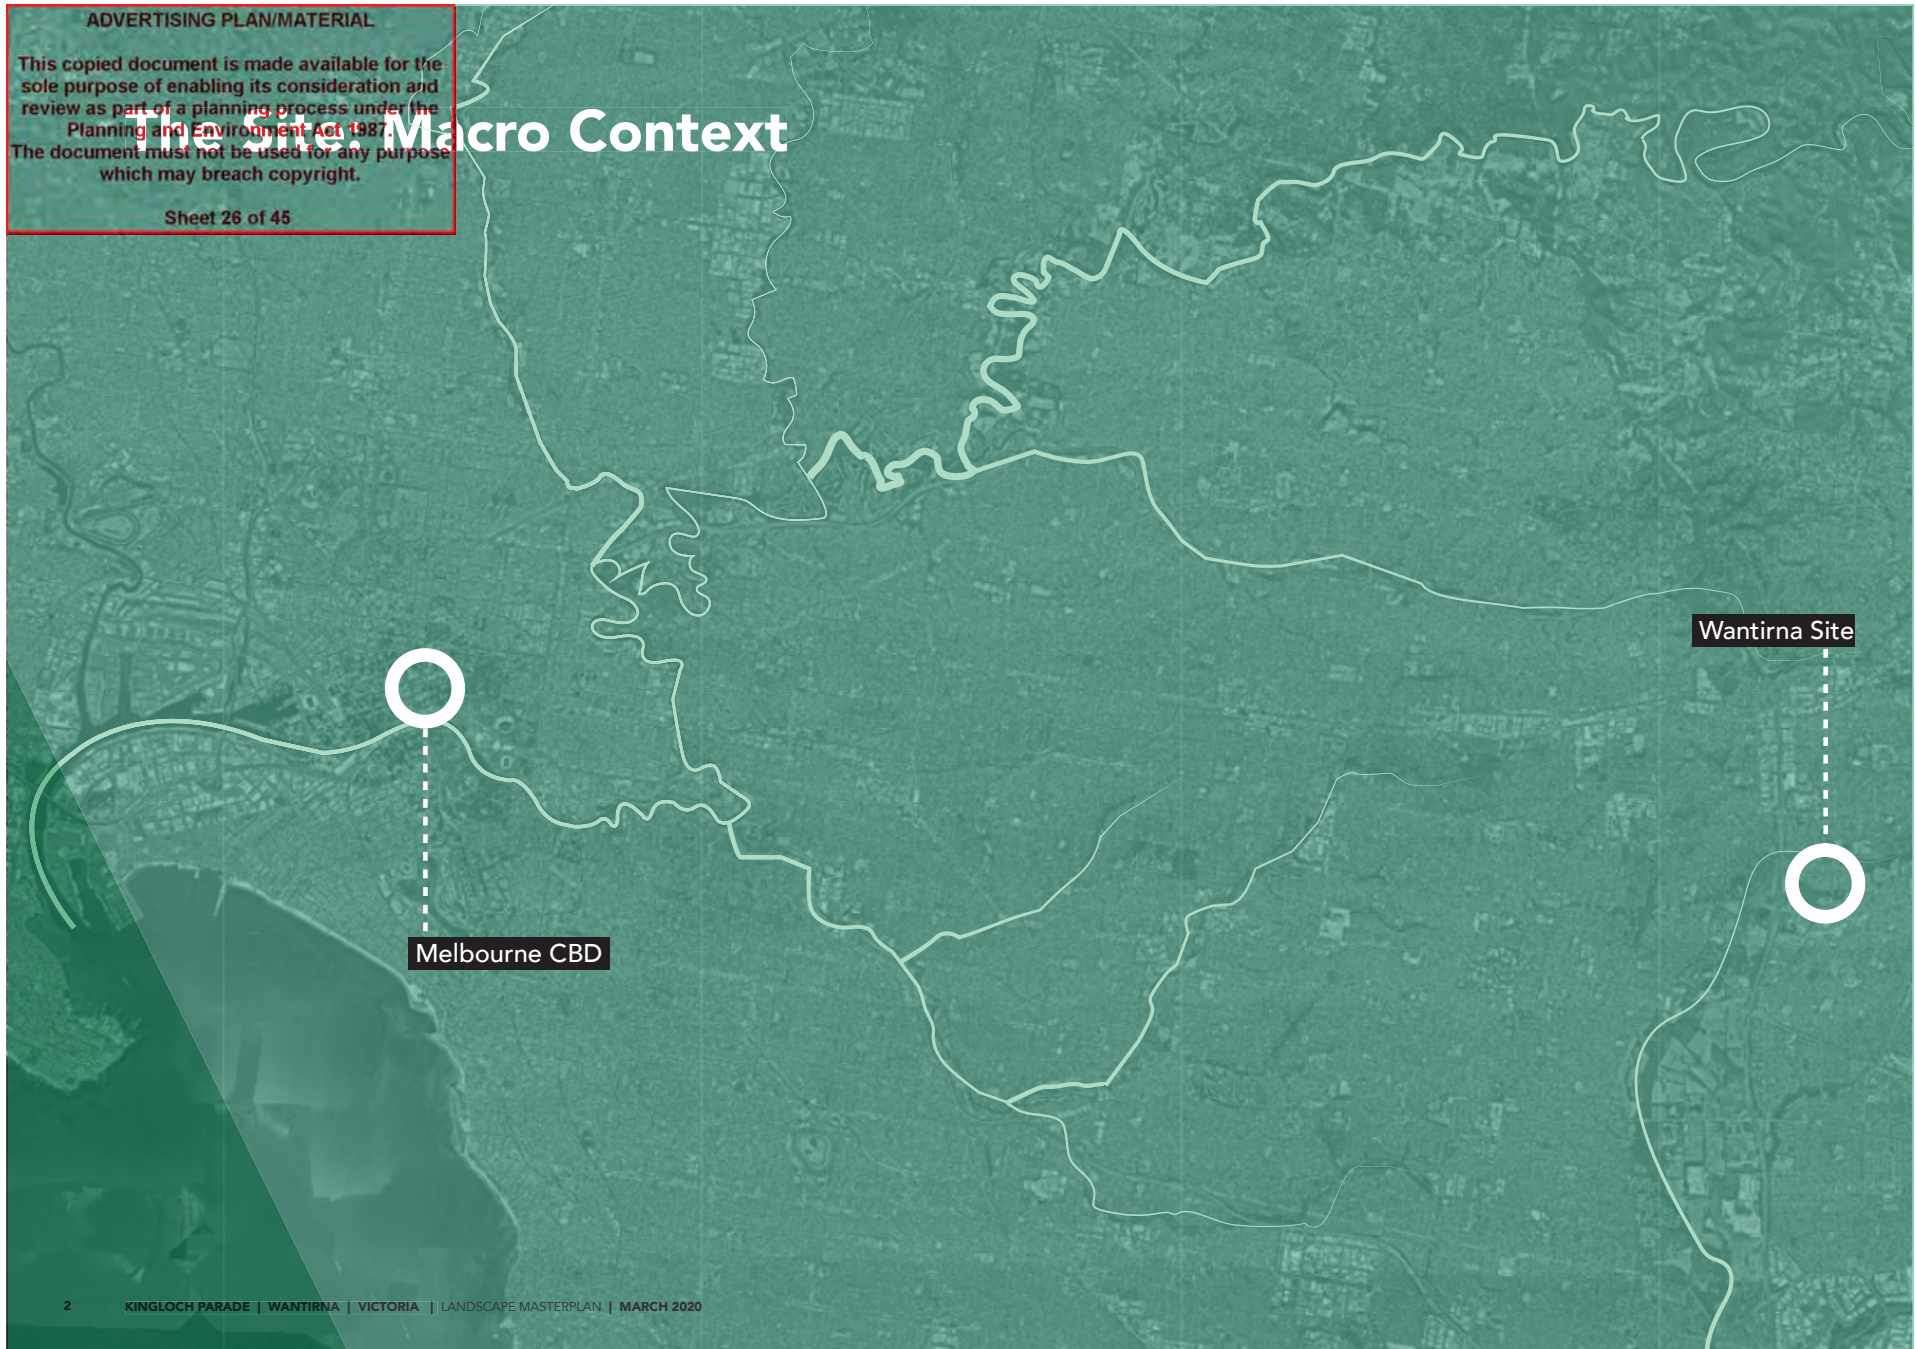 ADVERTISING PLAN/MATERIAL
This copied document is made available for the
sole purpose of enabling its consideration and
review as part of a planning process under the
Planning and Environment Act 1987.
The document must not be used for any purpose
which may breach copyright.
Sheet 26 of 45
The Site: Macro Context
Wantirna Site
Melbourne CBD
2 KINGLOCH PARADE | WANTIRNA | VICTORIA | LANDSCAPE MASTERPLAN | MARCH 2020